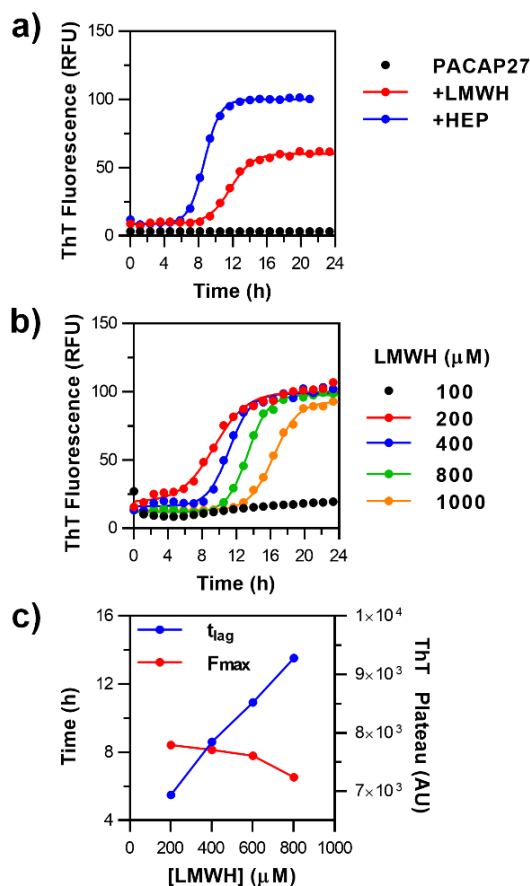 a)
150
100
50
0
ThT Fluorescence (RFU)
0 4 8 12 16 20 24
Time (h)
PACAP27
+LMWH
+HEP
b)
150
100
50
0
ThT Fluorescence (RFU)
0 4 8 12 16 20 24
Time (h)
LMWH (μM)
100
200
400
800
1000
c)
16
12
8
4
Time (h)
tlag
Fmax
1×10⁴
9×10³
8×10³
7×10³
ThT Plateau (AU)
0 200 400 600 800 1000
[LMWH] (μM)